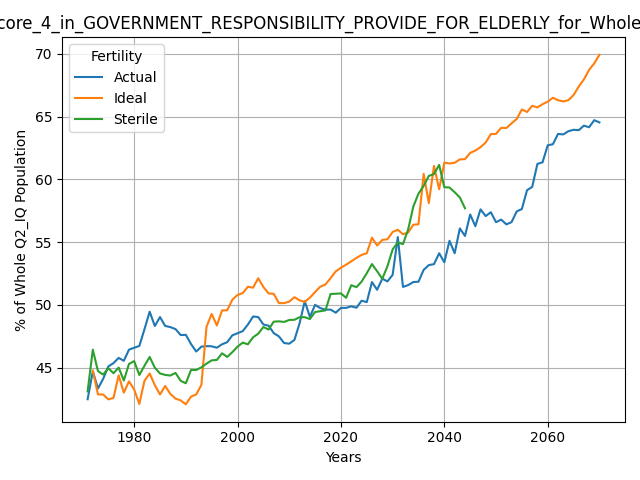 core_4_in_GOVERNMENT_RESPONSIBILITY_PROVIDE_FOR_ELDERLY_for_Whole
Fertility
Actual
Ideal
Sterile
70
65
60
55
50
45
% of Whole Q2_IQ Population
1980
2000
2020
2040
2060
Years